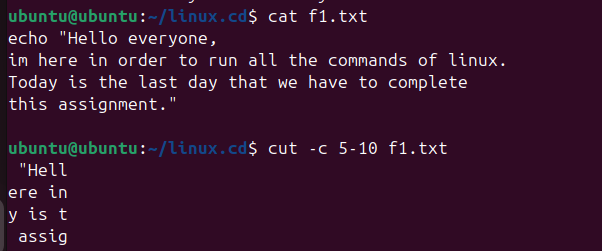 ubuntu@ubuntu:~/linux.cd$ cat f1.txt
echo "Hello everyone,
im here in order to run all the commands of linux.
Today is the last day that we have to complete
this assignment."
ubuntu@ubuntu:~/linux.cd$ cut -c 5-10 f1.txt
 "Hell
ere in
y is t
 assig